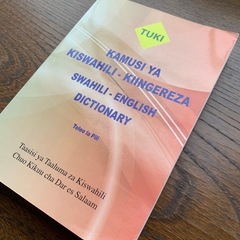 TUKI
KAMUSI YA
KISWAHILI - KIINGEREZA
SWAHILI - ENGLISH
DICTIONARY
Toleo la Pili
Taasisi ya Taaluma za Kiswahili
Chuo Kikuu cha Dar es Salaam